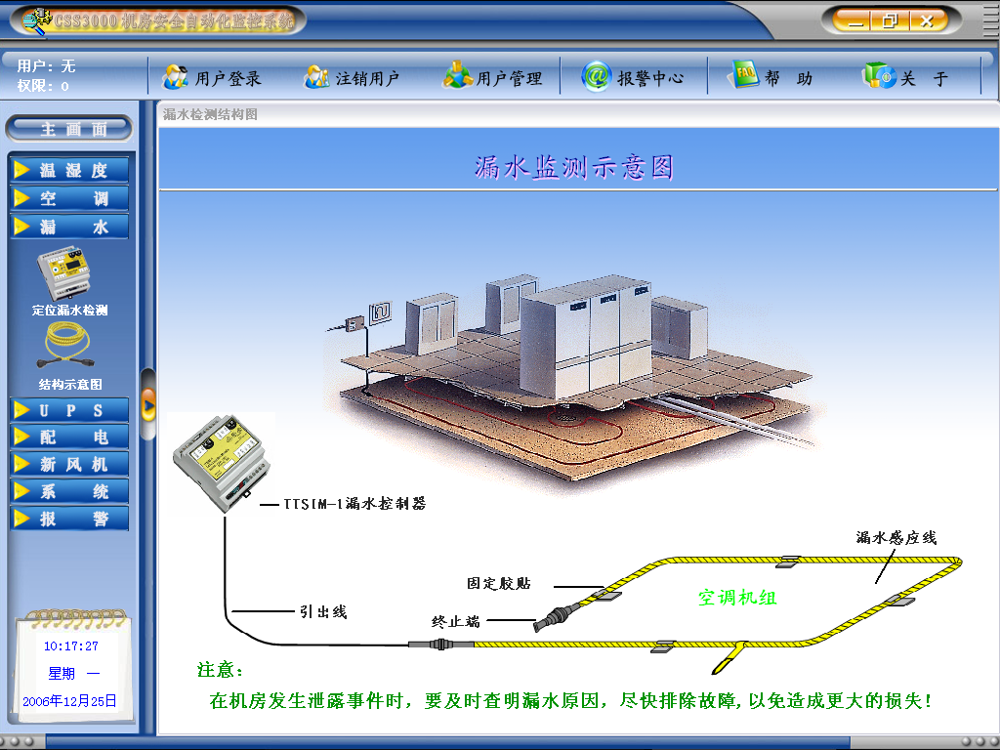 CSS3000机房安全自动化监控系统
用户：无
权限：0
用户登录
注销用户
用户管理
报警中心
帮 助
关 于
主 画 面
漏水检测结构图
温 湿 度
空 调
漏 水
定位漏水检测
结构示意图
U P S
配 电
新 风 机
系 统
报 警
10:17:27
星期 一
2006年12月25日
漏水监测示意图
TTSIM-1漏水控制器
漏水感应线
固定胶贴
空调机组
引出线
终止端
注意：
在机房发生泄露事件时，要及时查明漏水原因，尽快排除故障,以免造成更大的损失！